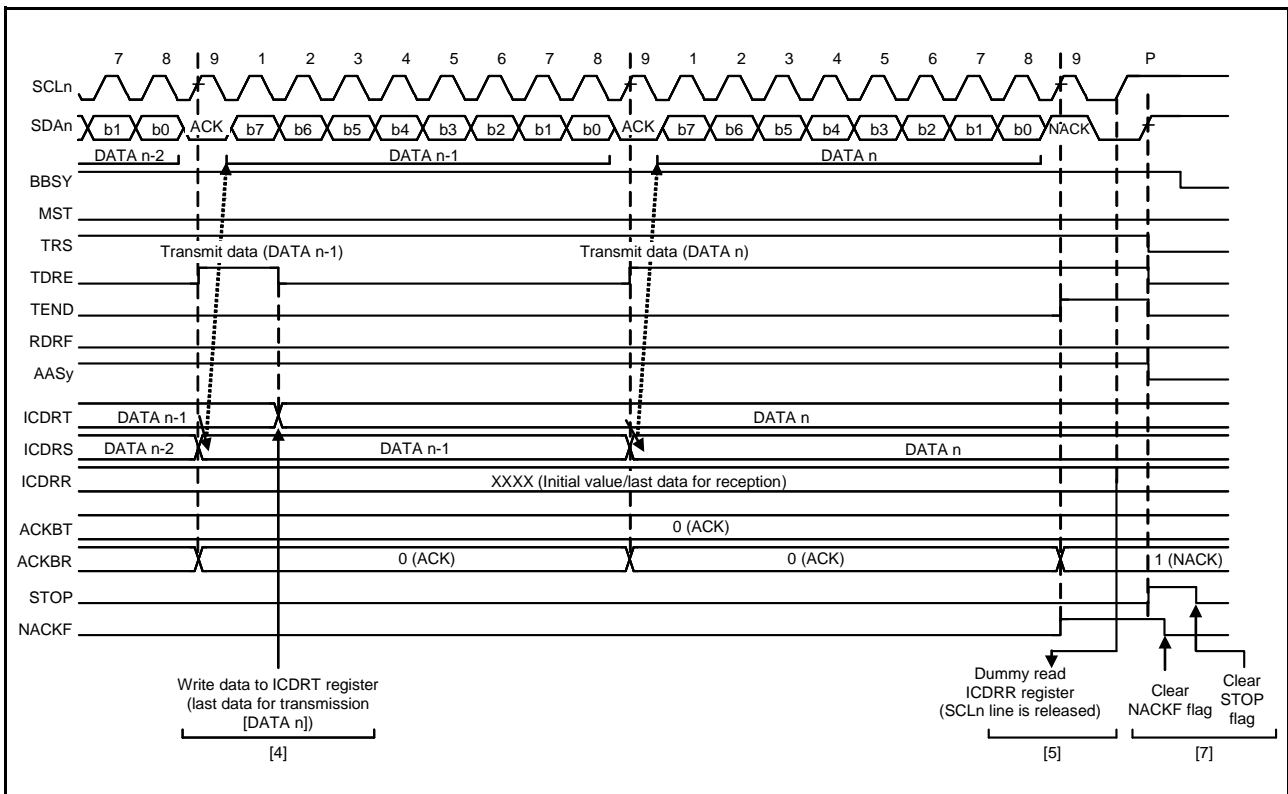 7 8 9 1 2 3 4 5 6 7 8 9 1 2 3 4 5 6 7 8 9 P
SCLn
SDAn b1 b0 ACK b7 b6 b5 b4 b3 b2 b1 b0 ACK b7 b6 b5 b4 b3 b2 b1 b0 NACK
DATA n-2 DATA n-1 DATA n
BBSY
MST
TRS
Transmit data (DATA n-1) Transmit data (DATA n)
TDRE
TEND
RDRF
AASy
ICDRT DATA n-1 DATA n
ICDRS DATA n-2 DATA n-1 DATA n
ICDRR XXXX (Initial value/last data for reception)
ACKBT 0 (ACK)
ACKBR 0 (ACK) 0 (ACK) 1 (NACK)
STOP
NACKF
Write data to ICDRT register
(last data for transmission
[DATA n])
[4]
Dummy read
ICDRR register
(SCLn line is released)
[5]
Clear
NACKF flag
Clear
STOP
flag
[7]